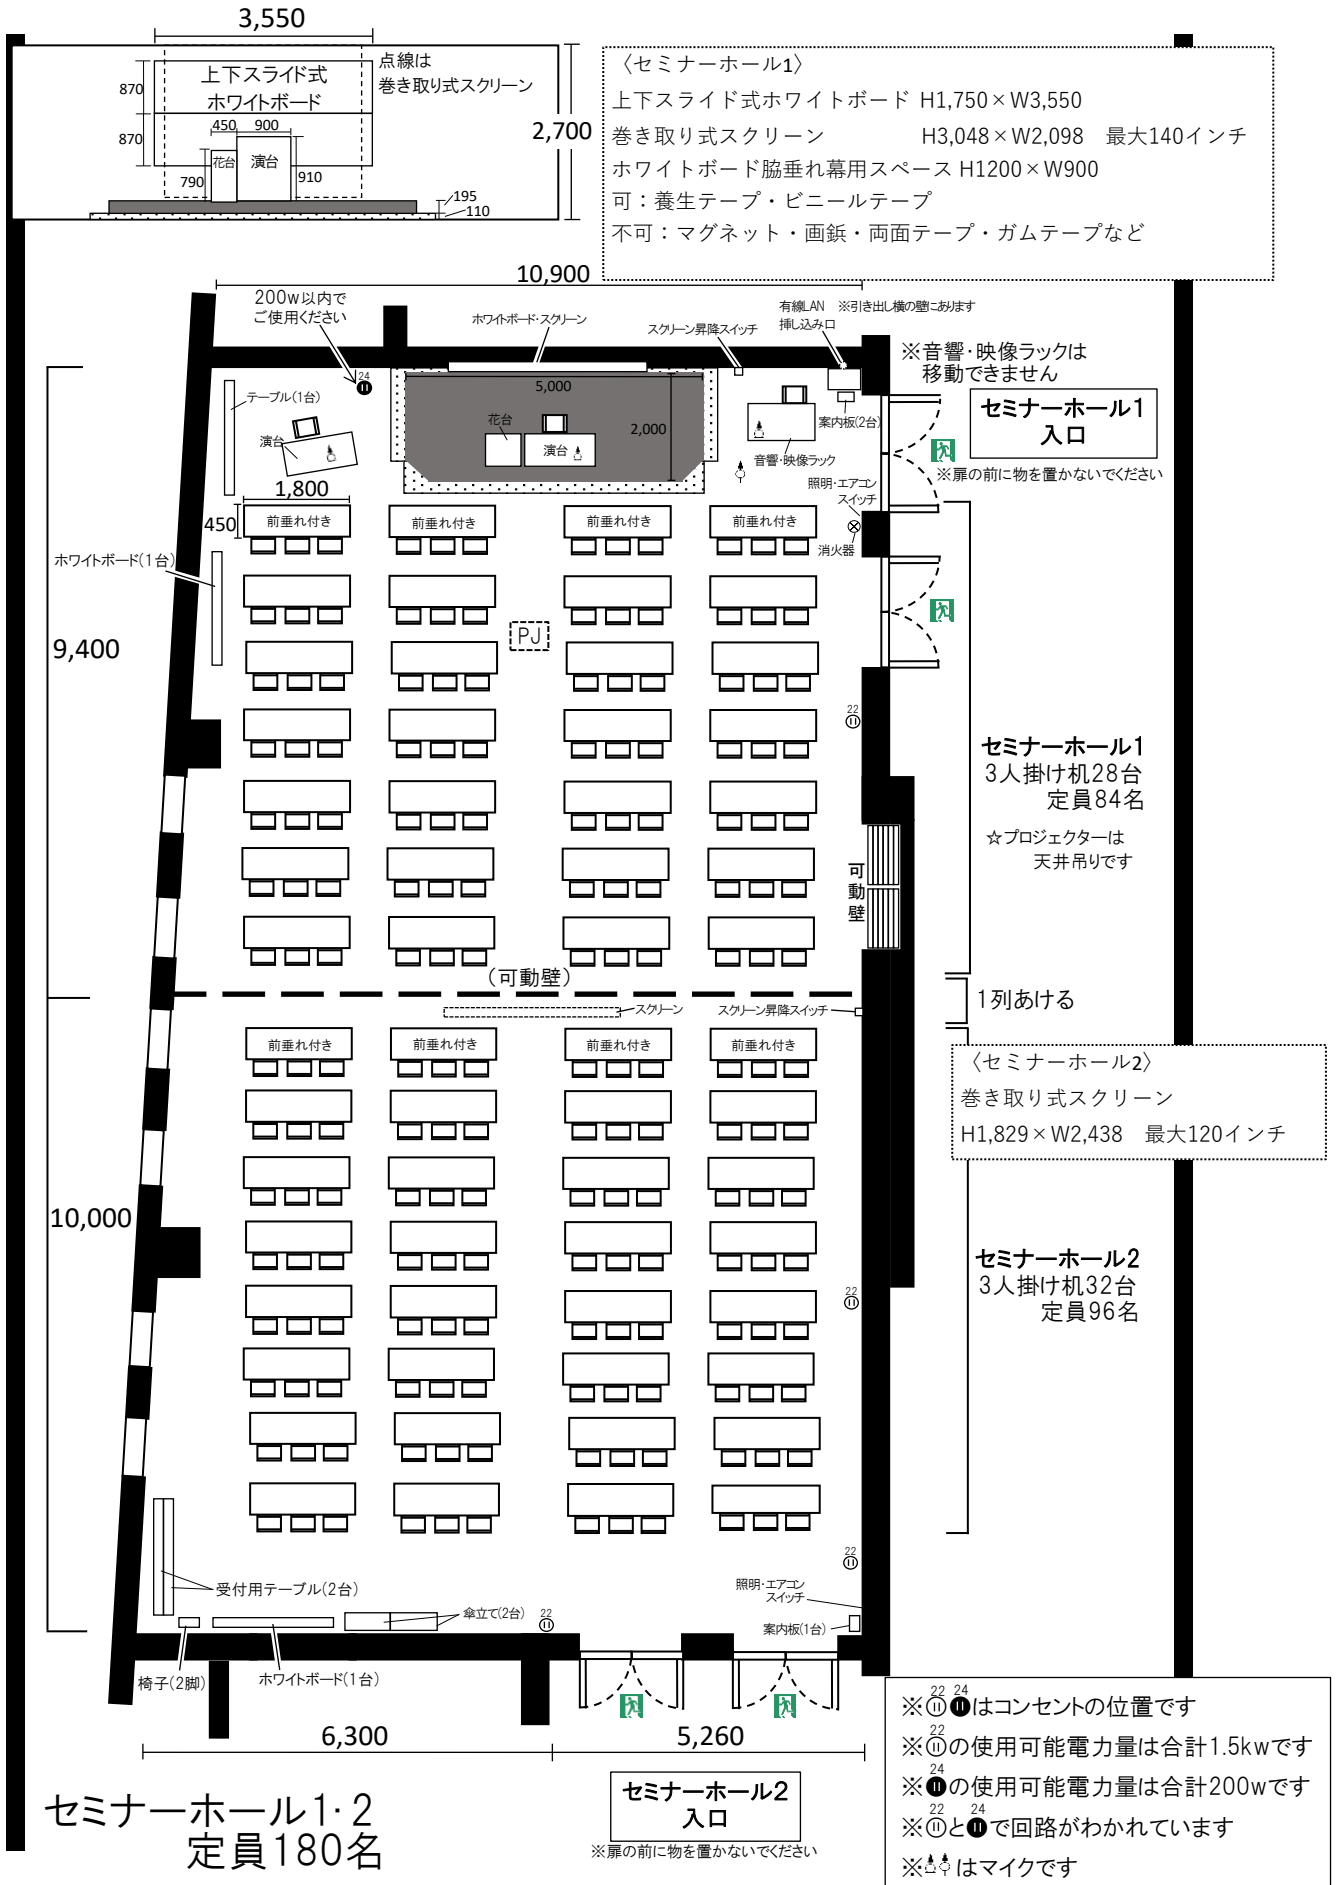 3,550
点線は
巻き取り式スクリーン
上下スライド式
ホワイトボード
870
870
450
900
花台
演台
790
910
195
110
2,700
〈セミナーホール1〉
上下スライド式ホワイトボード H1,750×W3,550
巻き取り式スクリーン H3,048×W2,098 最大140インチ
ホワイトボード脇垂れ幕用スペース H1200×W900
可：養生テープ・ビニールテープ
不可：マグネット・画鋲・両面テープ・ガムテープなど
10,900
200w以内で
ご使用ください
ホワイトボード・スクリーン
スクリーン昇降スイッチ
有線LAN ※引き出し横の壁にあります
挿し込み口
※音響・映像ラックは
移動できません
セミナーホール1
入口
※扉の前に物を置かないでください
24
テーブル(1台)
演台
5,000
花台
演台
2,000
案内板(2台)
音響・映像ラック
照明・エアコン
スイッチ
消火器
1,800
450
前垂れ付き
前垂れ付き
前垂れ付き
前垂れ付き
ホワイトボード(1台)
PJ
9,400
22
セミナーホール1
3人掛け机28台
定員84名
☆プロジェクターは
天井吊りです
可動壁
(可動壁)
1列あける
スクリーン
スクリーン昇降スイッチ
前垂れ付き
前垂れ付き
前垂れ付き
前垂れ付き
〈セミナーホール2〉
巻き取り式スクリーン
H1,829×W2,438 最大120インチ
10,000
セミナーホール2
3人掛け机32台
定員96名
22
22
受付用テーブル(2台)
傘立て(2台)
22
照明・エアコン
スイッチ
案内板(1台)
椅子(2脚)
ホワイトボード(1台)
6,300
5,260
セミナーホール2
入口
※扉の前に物を置かないでください
セミナーホール1・2
定員180名
22 24
※はコンセントの位置です
22
※の使用可能電力量は合計1.5kwです
24
※の使用可能電力量は合計200wです
22 24
※とで回路がわかれています
※はマイクです